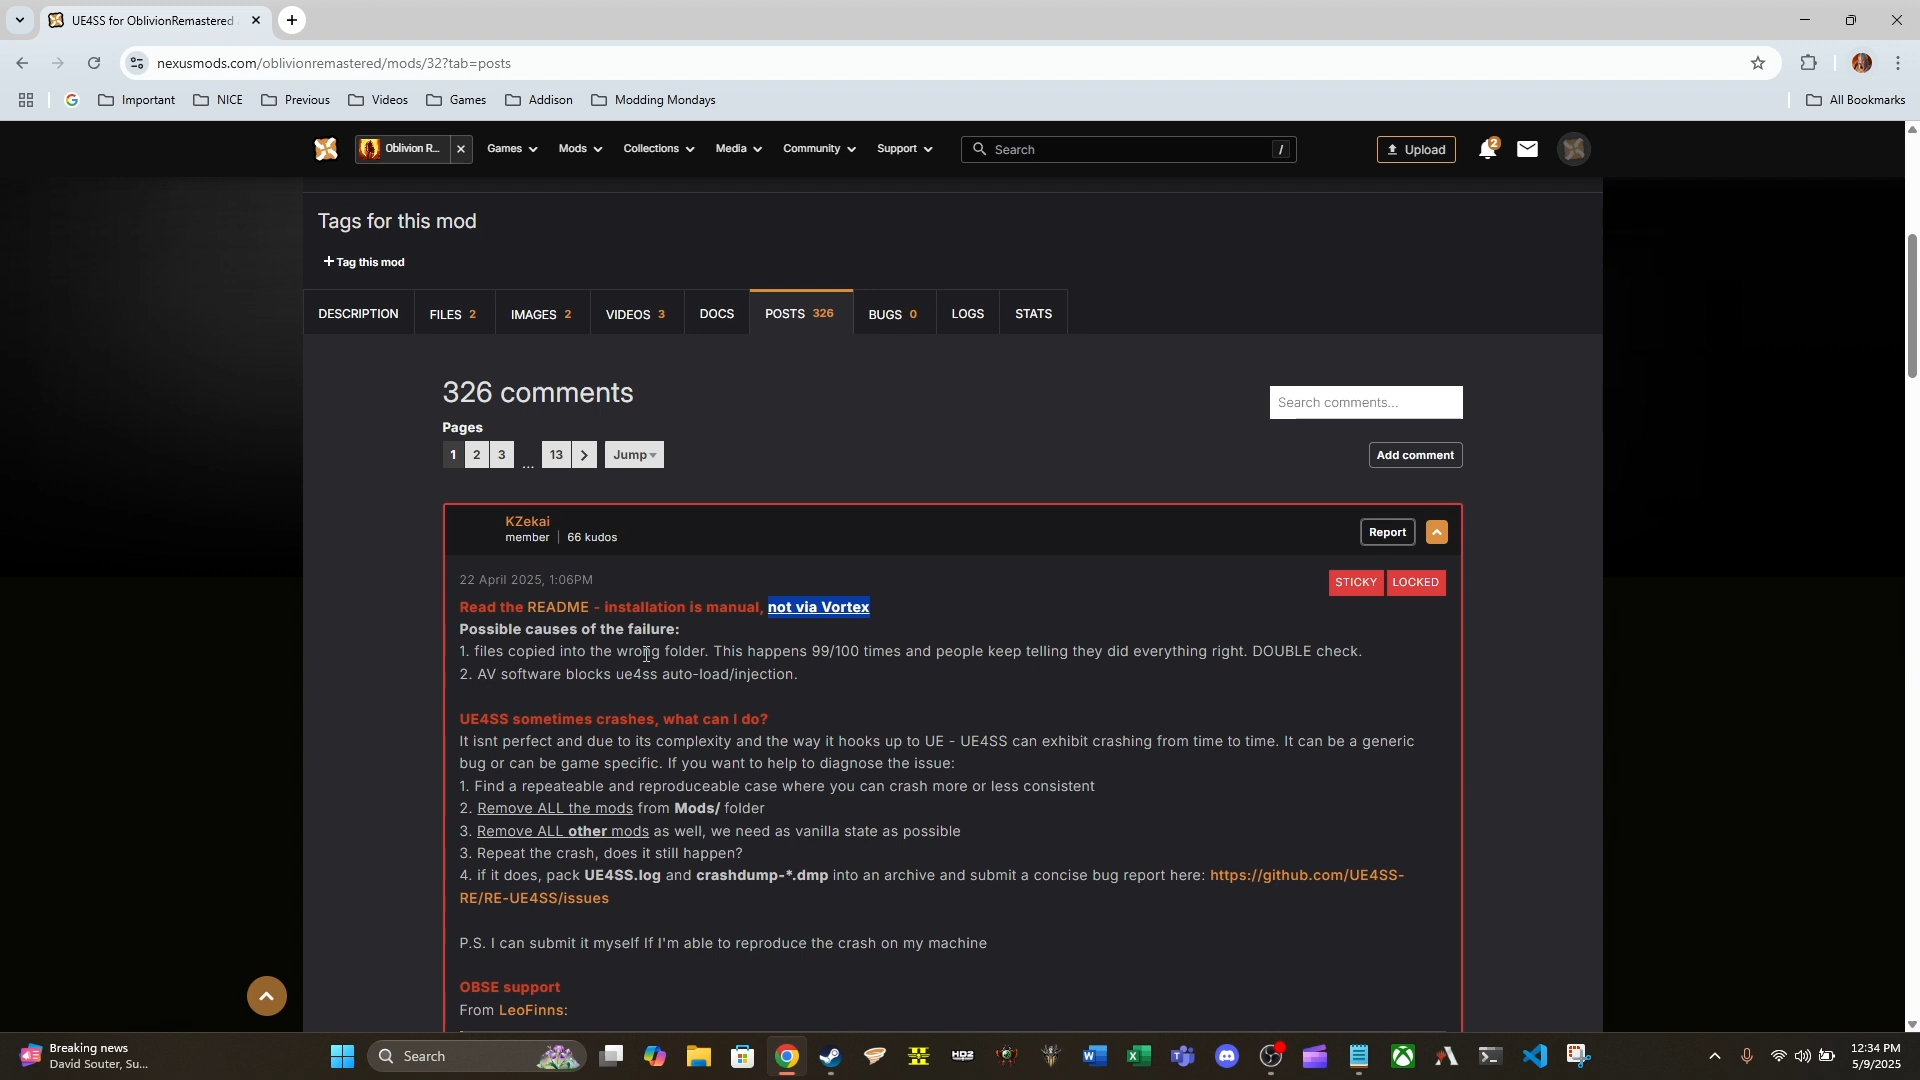 UE4SS for OblivionRemastered
nexusmods.com/oblivionremastered/mods/32?tab=posts
Important
NICE
Previous
Videos
Games
Addison
Modding Mondays
All Bookmarks
Oblivion R...
Games
Mods
Collections
Media
Community
Support
Search
/
Upload
2
Tags for this mod
+ Tag this mod
DESCRIPTION
FILES 2
IMAGES 2
VIDEOS 3
DOCS
POSTS 326
BUGS 0
LOGS
STATS
326 comments
Search comments...
Pages
1 2 3 ... 13 > Jump
Add comment
KZekai
member | 66 kudos
Report
22 April 2025, 1:06PM
STICKY LOCKED
Read the README - installation is manual, not via Vortex
Possible causes of the failure:
1. files copied into the wrong folder. This happens 99/100 times and people keep telling they did everything right. DOUBLE check.
2. AV software blocks ue4ss auto-load/injection.
UE4SS sometimes crashes, what can I do?
It isnt perfect and due to its complexity and the way it hooks up to UE - UE4SS can exhibit crashing from time to time. It can be a generic
bug or can be game specific. If you want to help to diagnose the issue:
1. Find a repeateable and reproduceable case where you can crash more or less consistent
2. Remove ALL the mods from Mods/ folder
3. Remove ALL other mods as well, we need as vanilla state as possible
3. Repeat the crash, does it still happen?
4. if it does, pack UE4SS.log and crashdump-*.dmp into an archive and submit a concise bug report here: https://github.com/UE4SS-
RE/RE-UE4SS/issues
P.S. I can submit it myself If I'm able to reproduce the crash on my machine
OBSE support
From LeoFinns:
Breaking news
David Souter, Su...
Search
HD2
12:34 PM
5/9/2025